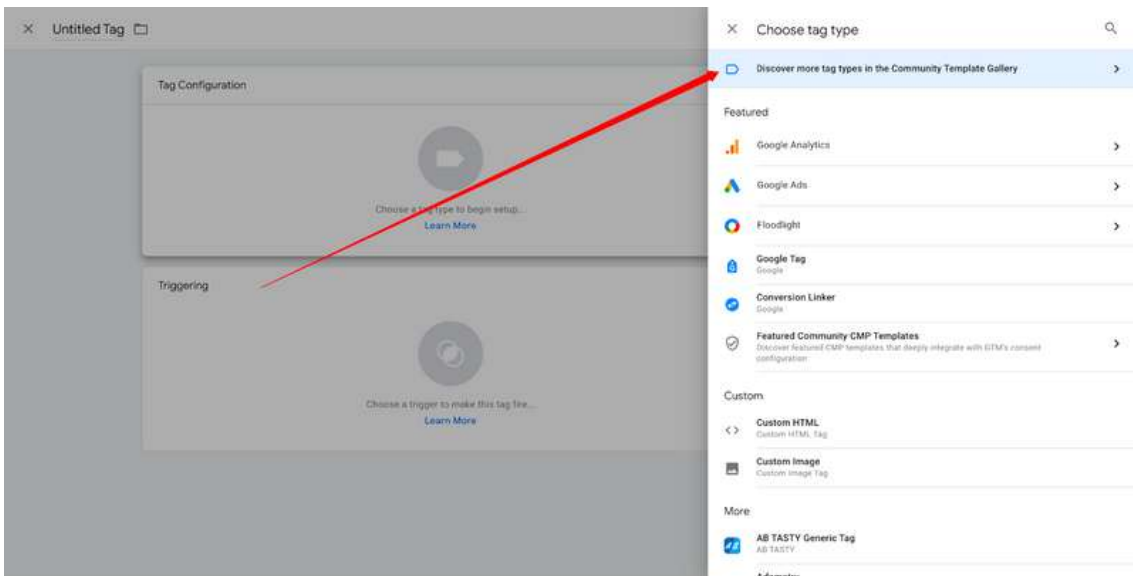 Untitled Tag
Tag Configuration
Choose a tag type to begin setup...
Learn More
Triggering
Choose a trigger to make this tag fire...
Learn More
Choose tag type
Discover more tag types in the Community Template Gallery
Featured
Google Analytics
Google Ads
Floodlight
Google Tag
Google
Conversion Linker
Google
Featured Community CMP Templates
Discover featured CMP templates that deeply integrate with GTM's consent
configuration
Custom
Custom HTML
Custom HTML Tag
Custom Image
Custom Image Tag
More
AB TASTY Generic Tag
AB TASTY